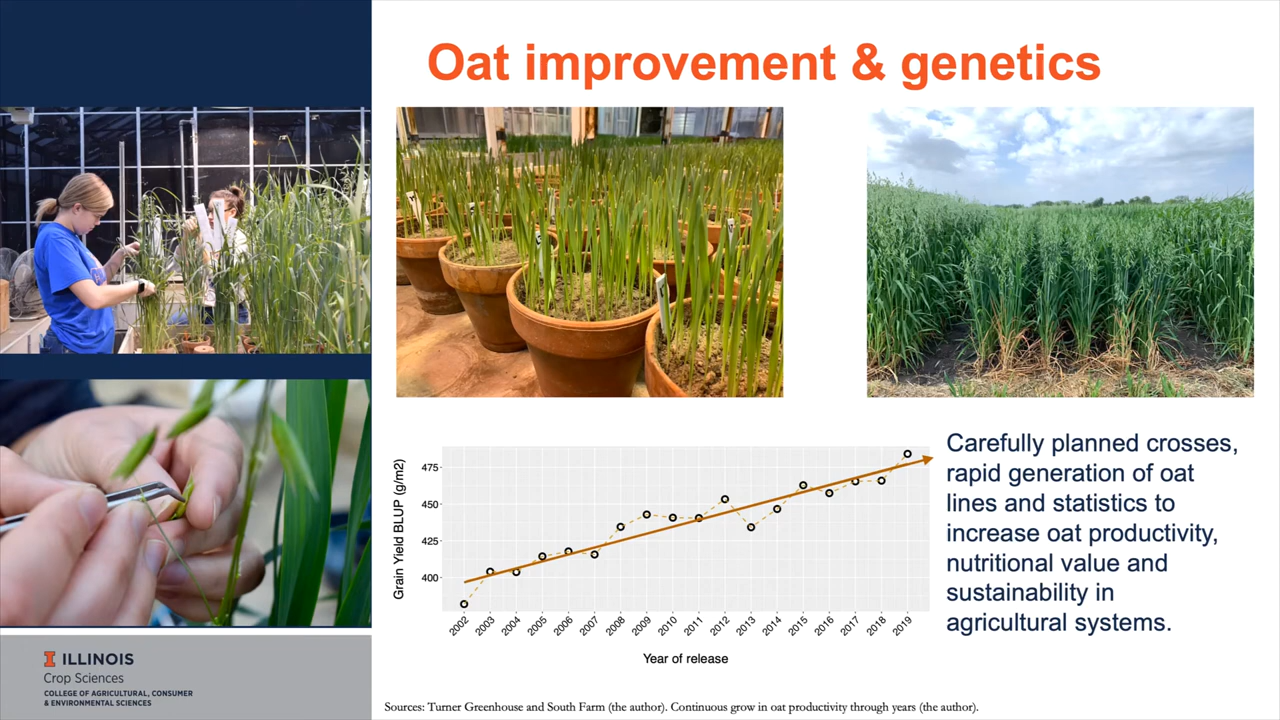 Oat improvement & genetics
Grain Yield BLUP (g/m2)
475
450
425
400
2002
2003
2004
2005
2006
2007
2008
2009
2010
2011
2012
2013
2014
2015
2016
2017
2018
2019
Year of release
Carefully planned crosses,
rapid generation of oat
lines and statistics to
increase oat productivity,
nutritional value and
sustainability in
agricultural systems.
I ILLINOIS
Crop Sciences
COLLEGE OF AGRICULTURAL, CONSUMER
& ENVIRONMENTAL SCIENCES
Sources: Turner Greenhouse and South Farm (the author). Continuous grow in oat productivity through years (the author).